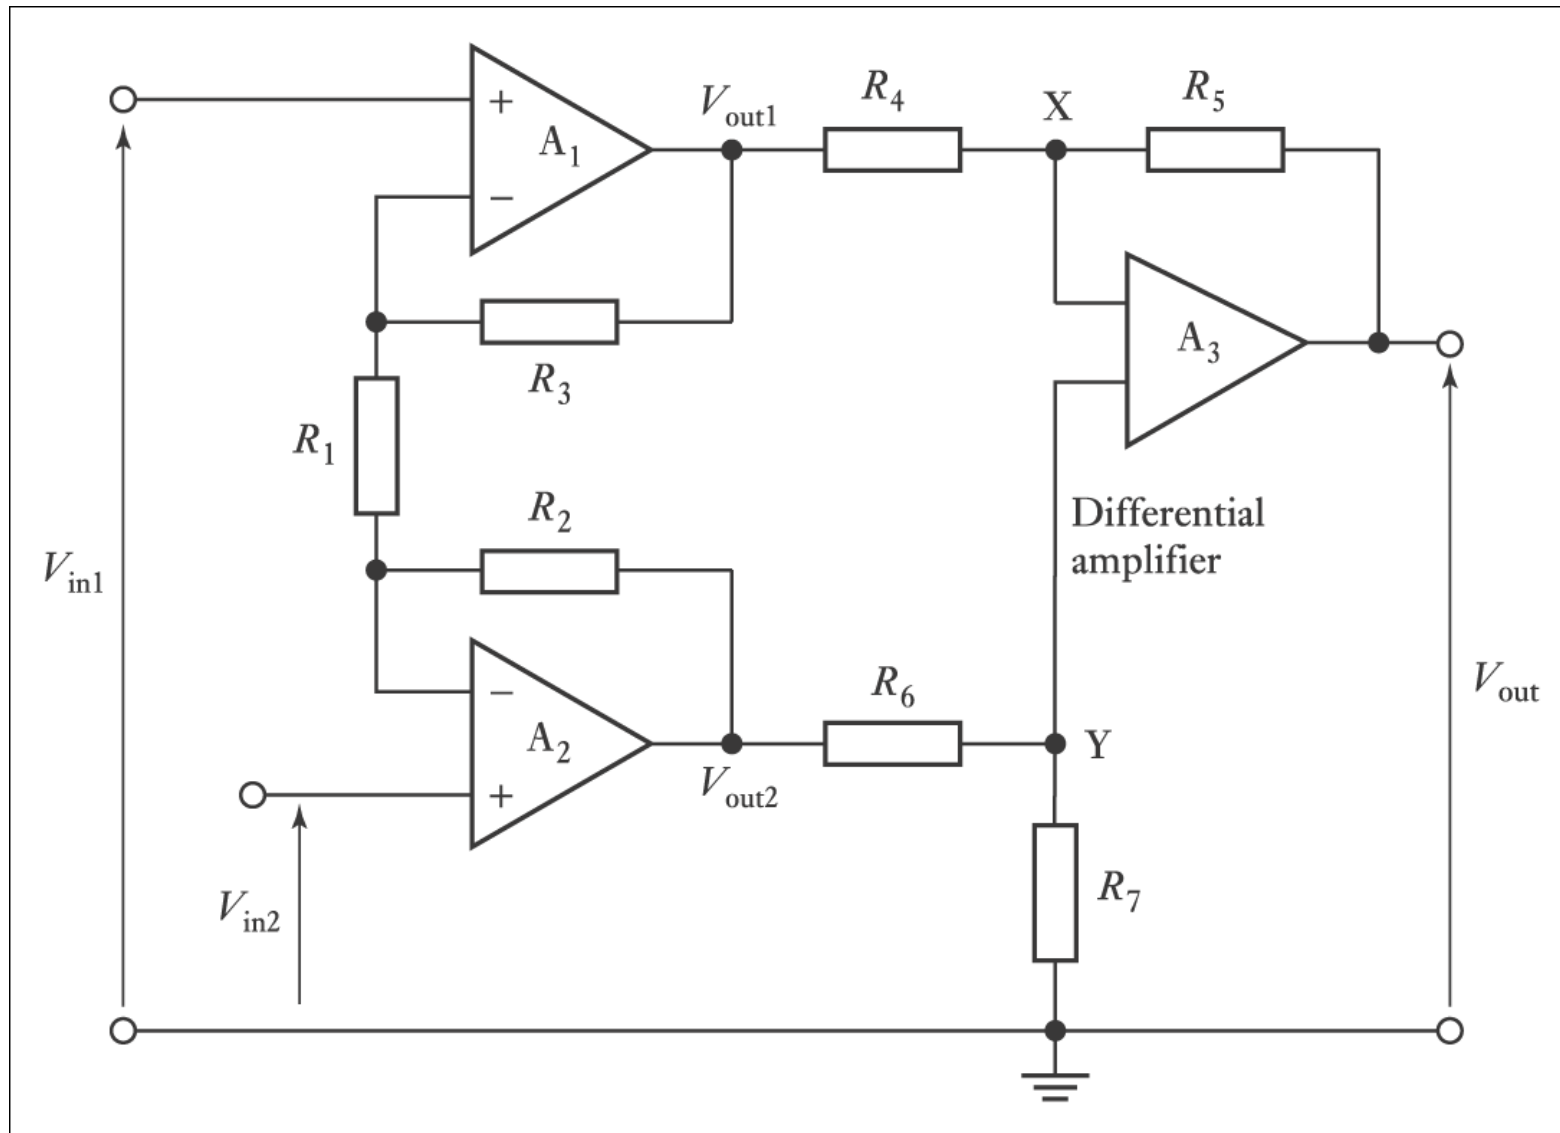 V_out1
R_4
X
R_5
+
A_1
−
A_3
R_3
R_1
R_2
Differential
amplifier
V_in1
−
A_2
+
R_6
Y
V_out
V_out2
V_in2
R_7